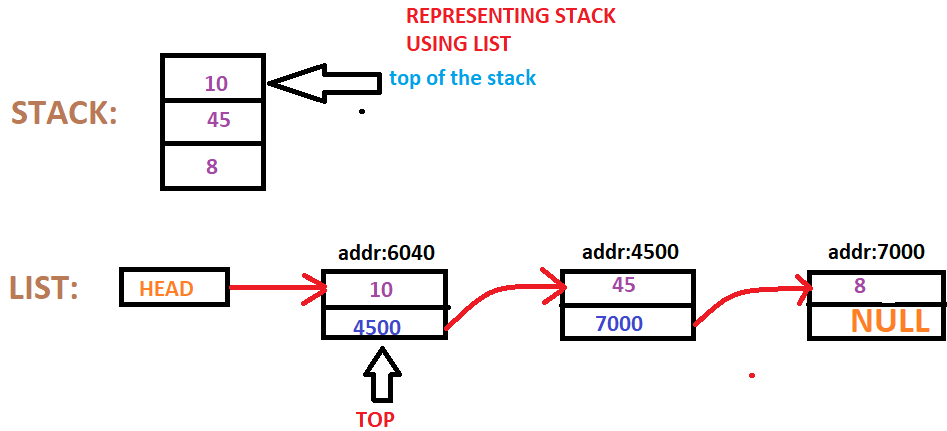 REPRESENTING STACK
USING LIST
top of the stack
STACK:
10
45
8
addr:6040
addr:4500
addr:7000
LIST:
HEAD
10
45
8
4500
7000
NULL
TOP